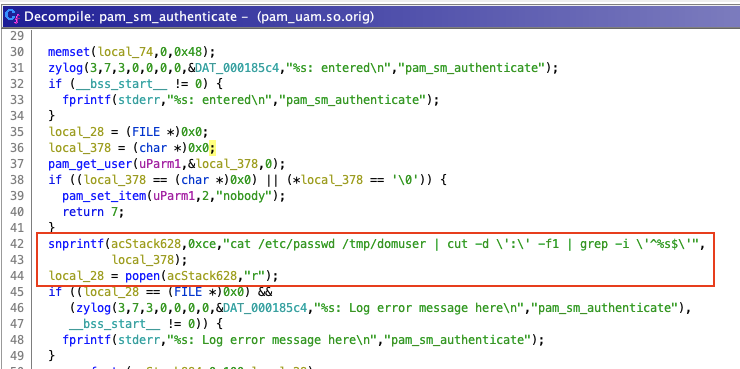 Decompile: pam_sm_authenticate – (pam_uam.so.orig)
29
30 memset(local_74,0,0x48);
31 zylog(3,7,3,0,0,0,0,&DAT_000185c4,"%s: entered\n","pam_sm_authenticate");
32 if (__bss_start__ != 0) {
33 fprintf(stderr,"%s: entered\n","pam_sm_authenticate");
34 }
35 local_28 = (FILE *)0x0;
36 local_378 = (char *)0x0;
37 pam_get_user(uParm1,&local_378,0);
38 if ((local_378 == (char *)0x0) || (*local_378 == '\0')) {
39 pam_set_item(uParm1,2,"nobody");
40 return 7;
41 }
42 snprintf(acStack628,0xce,"cat /etc/passwd /tmp/domuser | cut -d \':\' -f1 | grep -i \'^%s$\'",
43 local_378);
44 local_28 = popen(acStack628,"r");
45 if ((local_28 == (FILE *)0x0) &&
46 (zylog(3,7,3,0,0,0,0,&DAT_000185c4,"%s: Log error message here\n","pam_sm_authenticate"),
47 __bss_start__ != 0)) {
48 fprintf(stderr,"%s: Log error message here\n","pam_sm_authenticate");
49 }